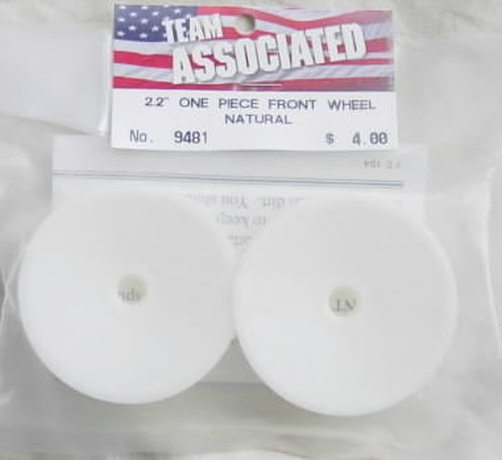 TEAM
ASSOCIATED
2.2" ONE PIECE FRONT WHEEL
NATURAL
No. 9481 $ 4.00